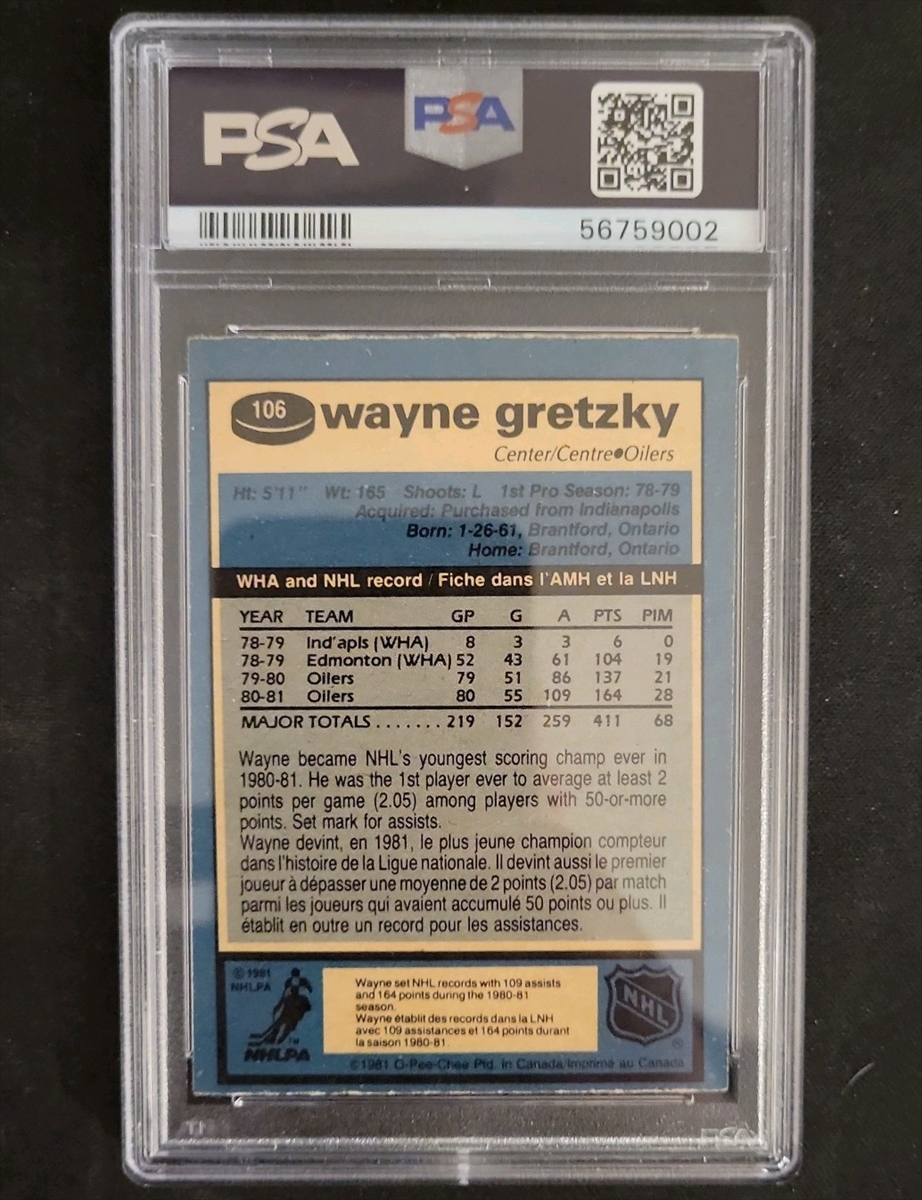 PSA
PSA
56759002
106
wayne gretzky
Center/Centre●Oilers
Ht: 5'11" Wt: 165 Shoots: L 1st Pro Season: 78-79
Acquired: Purchased from Indianapolis
Born: 1-26-61, Brantford, Ontario
Home: Brantford, Ontario
WHA and NHL record / Fiche dans l'AMH et la LNH
YEAR TEAM GP G A PTS PIM
78-79 Ind'apls (WHA) 8 3 3 6 0
78-79 Edmonton (WHA) 52 43 61 104 19
79-80 Oilers 79 51 86 137 21
80-81 Oilers 80 55 109 164 28
MAJOR TOTALS ....... 219 152 259 411 68
Wayne became NHL's youngest scoring champ ever in
1980-81. He was the 1st player ever to average at least 2
points per game (2.05) among players with 50-or-more
points. Set mark for assists.
Wayne devint, en 1981, le plus jeune champion compteur
dans l'histoire de la Ligue nationale. Il devint aussi le premier
joueur à dépasser une moyenne de 2 points (2.05) par match
parmi les joueurs qui avaient accumulé 50 points ou plus. Il
établit en outre un record pour les assistances.
© 1981
NHLPA
NHLPA
TM
Wayne set NHL records with 109 assists
and 164 points during the 1980-81
season.
Wayne établit des records dans la LNH
avec 109 assistances et 164 points durant
la saison 1980-81.
NHL
®
©1981 O-Pee-Chee Ptd. in Canada/Imprimé au Canada
PSA